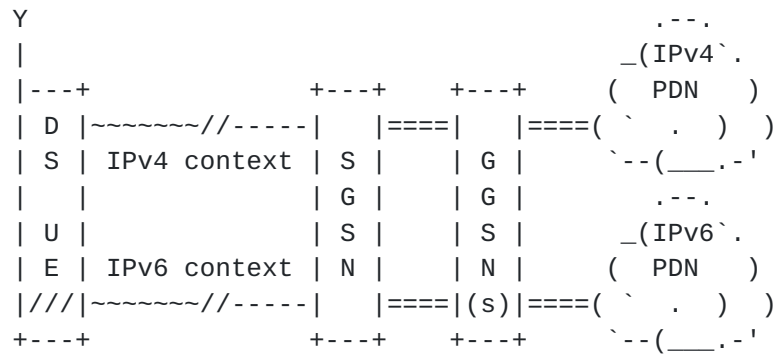 Y                                                                  .--.
|                                                               _(IPv4`.
|---+                       +---+     +---+        (   PDN    )
| D |~~~~~~~//-----|   |====|   |====( `   .  )  )
| S | IPv4 context | S |    | G |      `--(___.-'
|   |              | G |    | G |          .--.
| U |              | S |    | S |       _(IPv6`.
| E | IPv6 context | N |    | N |      (   PDN    )
|///|~~~~~~~//-----|   |====|(s)|====( `   .  )  )
+---+              +---+    +---+      `--(___.-'